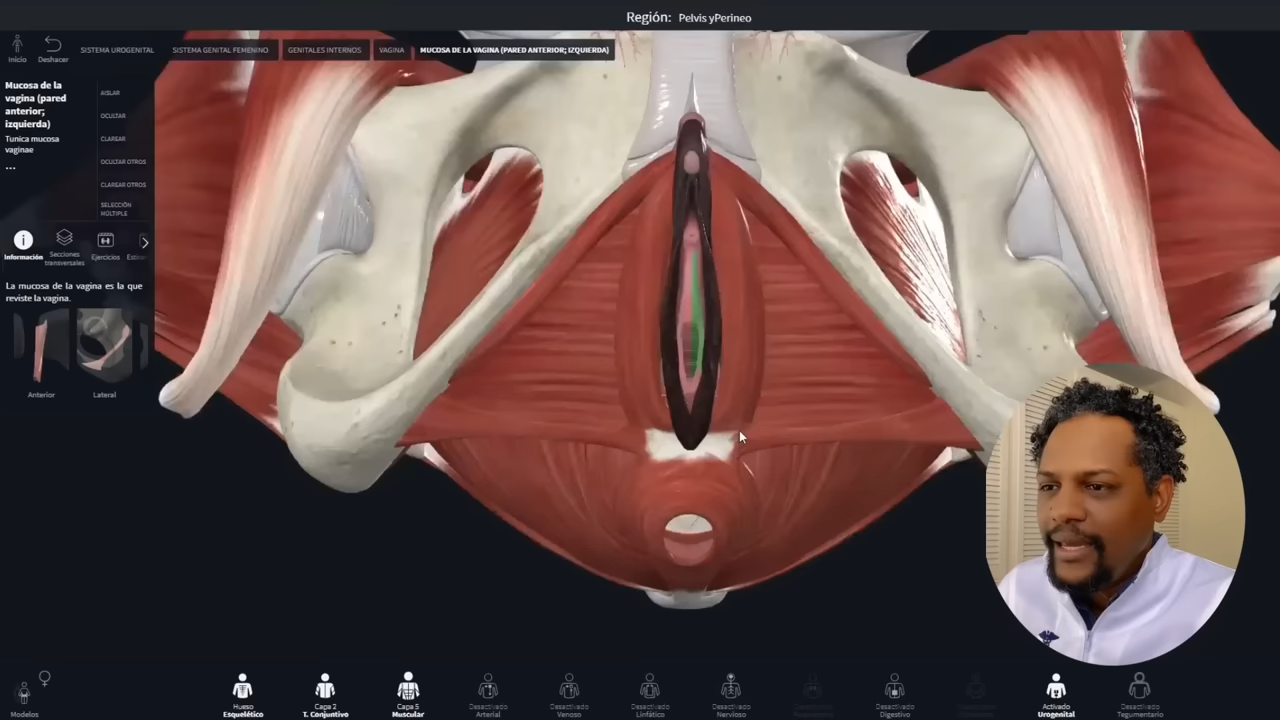 Región: Pelvis yPerineo
Inicio
Deshacer
SISTEMA UROGENITAL
SISTEMA GENITAL FEMENINO
GENITALES INTERNOS
VAGINA
MUCOSA DE LA VAGINA (PARED ANTERIOR; IZQUIERDA)
Mucosa de la
vagina (pared
anterior;
izquierda)
Tunica mucosa
vaginae
...
AISLAR
OCULTAR
CLAREAR
OCULTAR OTROS
CLAREAR OTROS
SELECCIÓN
MÚLTIPLE
Información
Secciones
transversales
Ejercicios
La mucosa de la vagina es la que
reviste la vagina.
Anterior
Lateral
Modelos
Hueso
Esquelético
Capa 2
T. Conjuntivo
Capa 5
Muscular
Desactivado
Arterial
Desactivado
Venoso
Desactivado
Linfático
Desactivado
Nervioso
Desactivado
Digestivo
Activado
Urogenital
Desactivado
Tegumentario